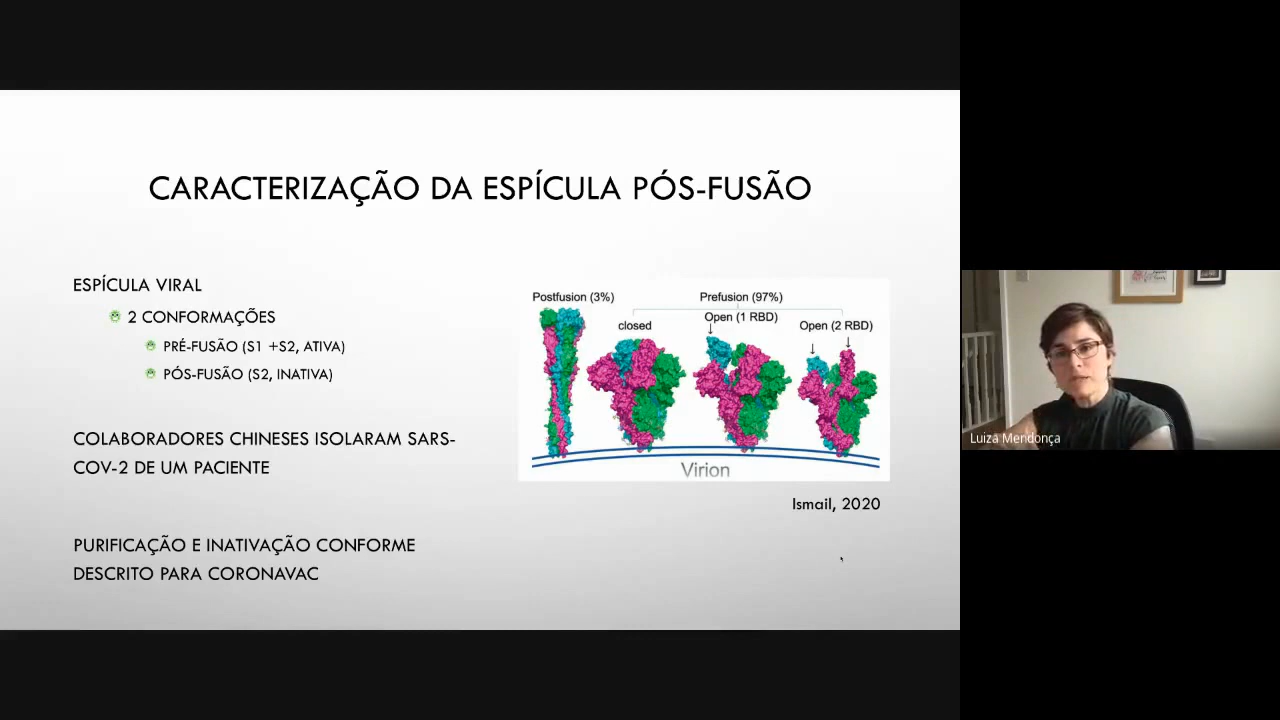 CARACTERIZAÇÃO DA ESPÍCULA PÓS-FUSÃO
ESPÍCULA VIRAL
2 CONFORMAÇÕES
PRÉ-FUSÃO (S1 +S2, ATIVA)
PÓS-FUSÃO (S2, INATIVA)
COLABORADORES CHINESES ISOLARAM SARS-
COV-2 DE UM PACIENTE
PURIFICAÇÃO E INATIVAÇÃO CONFORME
DESCRITO PARA CORONAVAC
Postfusion (3%)
Prefusion (97%)
closed
Open (1 RBD)
Open (2 RBD)
Virion
Ismail, 2020
Luiza Mendonça